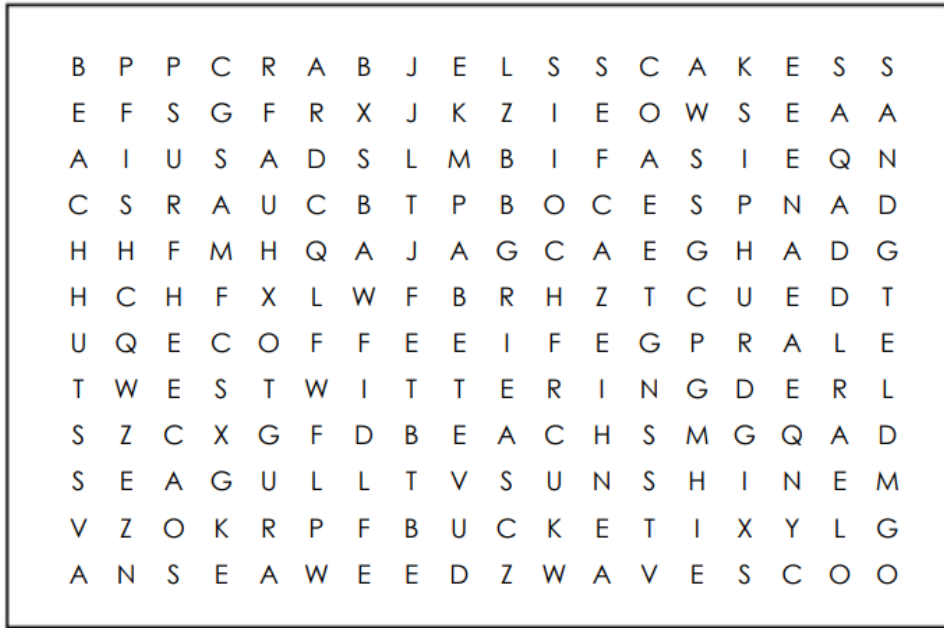 B P P C R A B J E L S S C A K E S S
E F S G F R X J K Z I E O W S E A A
A I U S A D S L M B I F A S I E Q N
C S R A U C B T P B O C E S P N A D
H H F M H Q A J A G C A E G H A D G
H C H F X L W F B R H Z T C U E D T
U Q E C O F F E E I F E G P R A L E
T W E S T W I T T E R I N G D E R L
S Z C X G F D B E A C H S M G Q A D
S E A G U L L T V S U N S H I N E M
V Z O K R P F B U C K E T I X Y L G
A N S E A W E E D Z W A V E S C O O